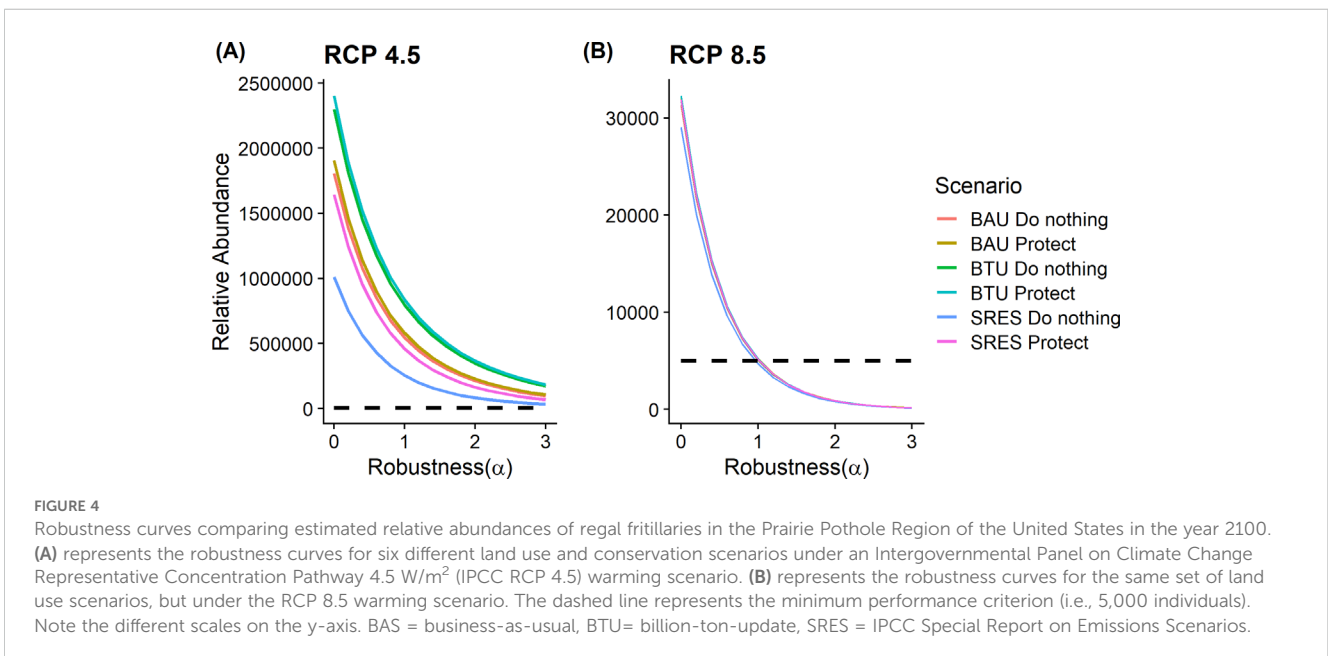 (A) RCP 4.5
(B) RCP 8.5
2500000
2000000
1500000
1000000
500000
0
Relative Abundance
0 1 2 3
Robustness(α)
30000
20000
10000
0
0 1 2 3
Robustness(α)
Scenario
BAU Do nothing
BAU Protect
BTU Do nothing
BTU Protect
SRES Do nothing
SRES Protect
FIGURE 4
Robustness curves comparing estimated relative abundances of regal fritillaries in the Prairie Pothole Region of the United States in the year 2100.
(A) represents the robustness curves for six different land use and conservation scenarios under an Intergovernmental Panel on Climate Change
Representative Concentration Pathway 4.5 W/m² (IPCC RCP 4.5) warming scenario. (B) represents the robustness curves for the same set of land
use scenarios, but under the RCP 8.5 warming scenario. The dashed line represents the minimum performance criterion (i.e., 5,000 individuals).
Note the different scales on the y-axis. BAS = business-as-usual, BTU= billion-ton-update, SRES = IPCC Special Report on Emissions Scenarios.